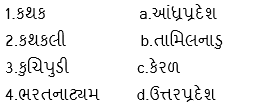 1.કથક a.આંધ્રપ્રદેશ
2.કથકલી b.તામિલનાડુ
3.કુચિપુડી c.કેરળ
4.ભરતનાટ્યમ d.ઉત્તરપ્રદેશ